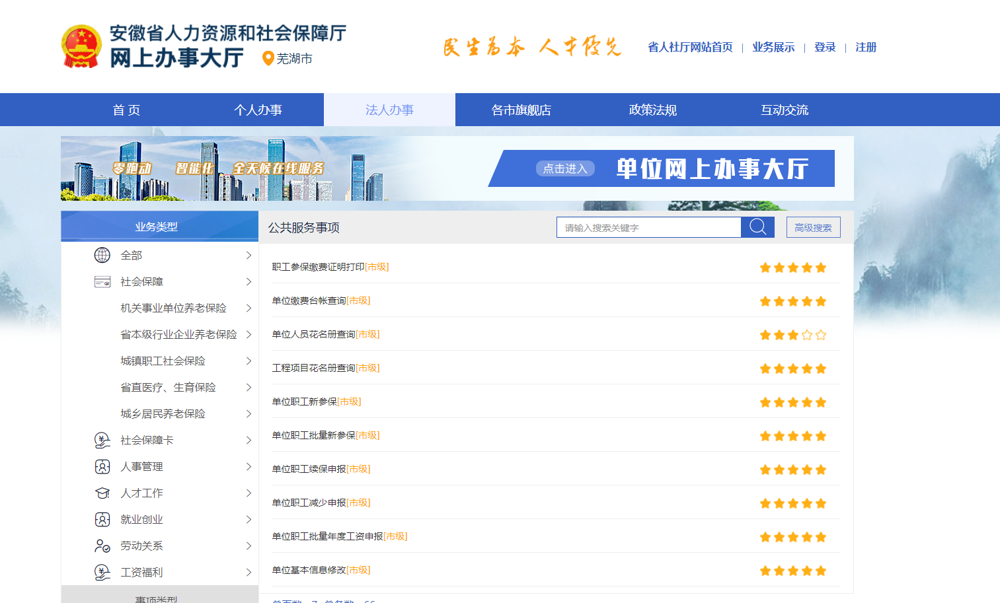 安徽省人力资源和社会保障厅
网上办事大厅
芜湖市
民生为本 人才优先
省人社厅网站首页 | 业务展示 | 登录 | 注册
首 页
个人办事
法人办事
各市旗舰店
政策法规
互动交流
零跑动 智能化 全天候在线服务
点击进入 单位网上办事大厅
业务类型
全部
社会保障
机关事业单位养老保险
省本级行业企业养老保险
城镇职工社会保险
省直医疗、生育保险
城乡居民养老保险
社会保障卡
人事管理
人才工作
就业创业
劳动关系
工资福利
事项类型
公共服务事项
请输入搜索关键字
高级搜索
职工参保缴费证明打印[市级]
单位缴费台帐查询[市级]
单位人员花名册查询[市级]
工程项目花名册查询[市级]
单位职工新参保[市级]
单位职工批量新参保[市级]
单位职工续保申报[市级]
单位职工减少申报[市级]
单位职工批量年度工资申报[市级]
单位基本信息修改[市级]